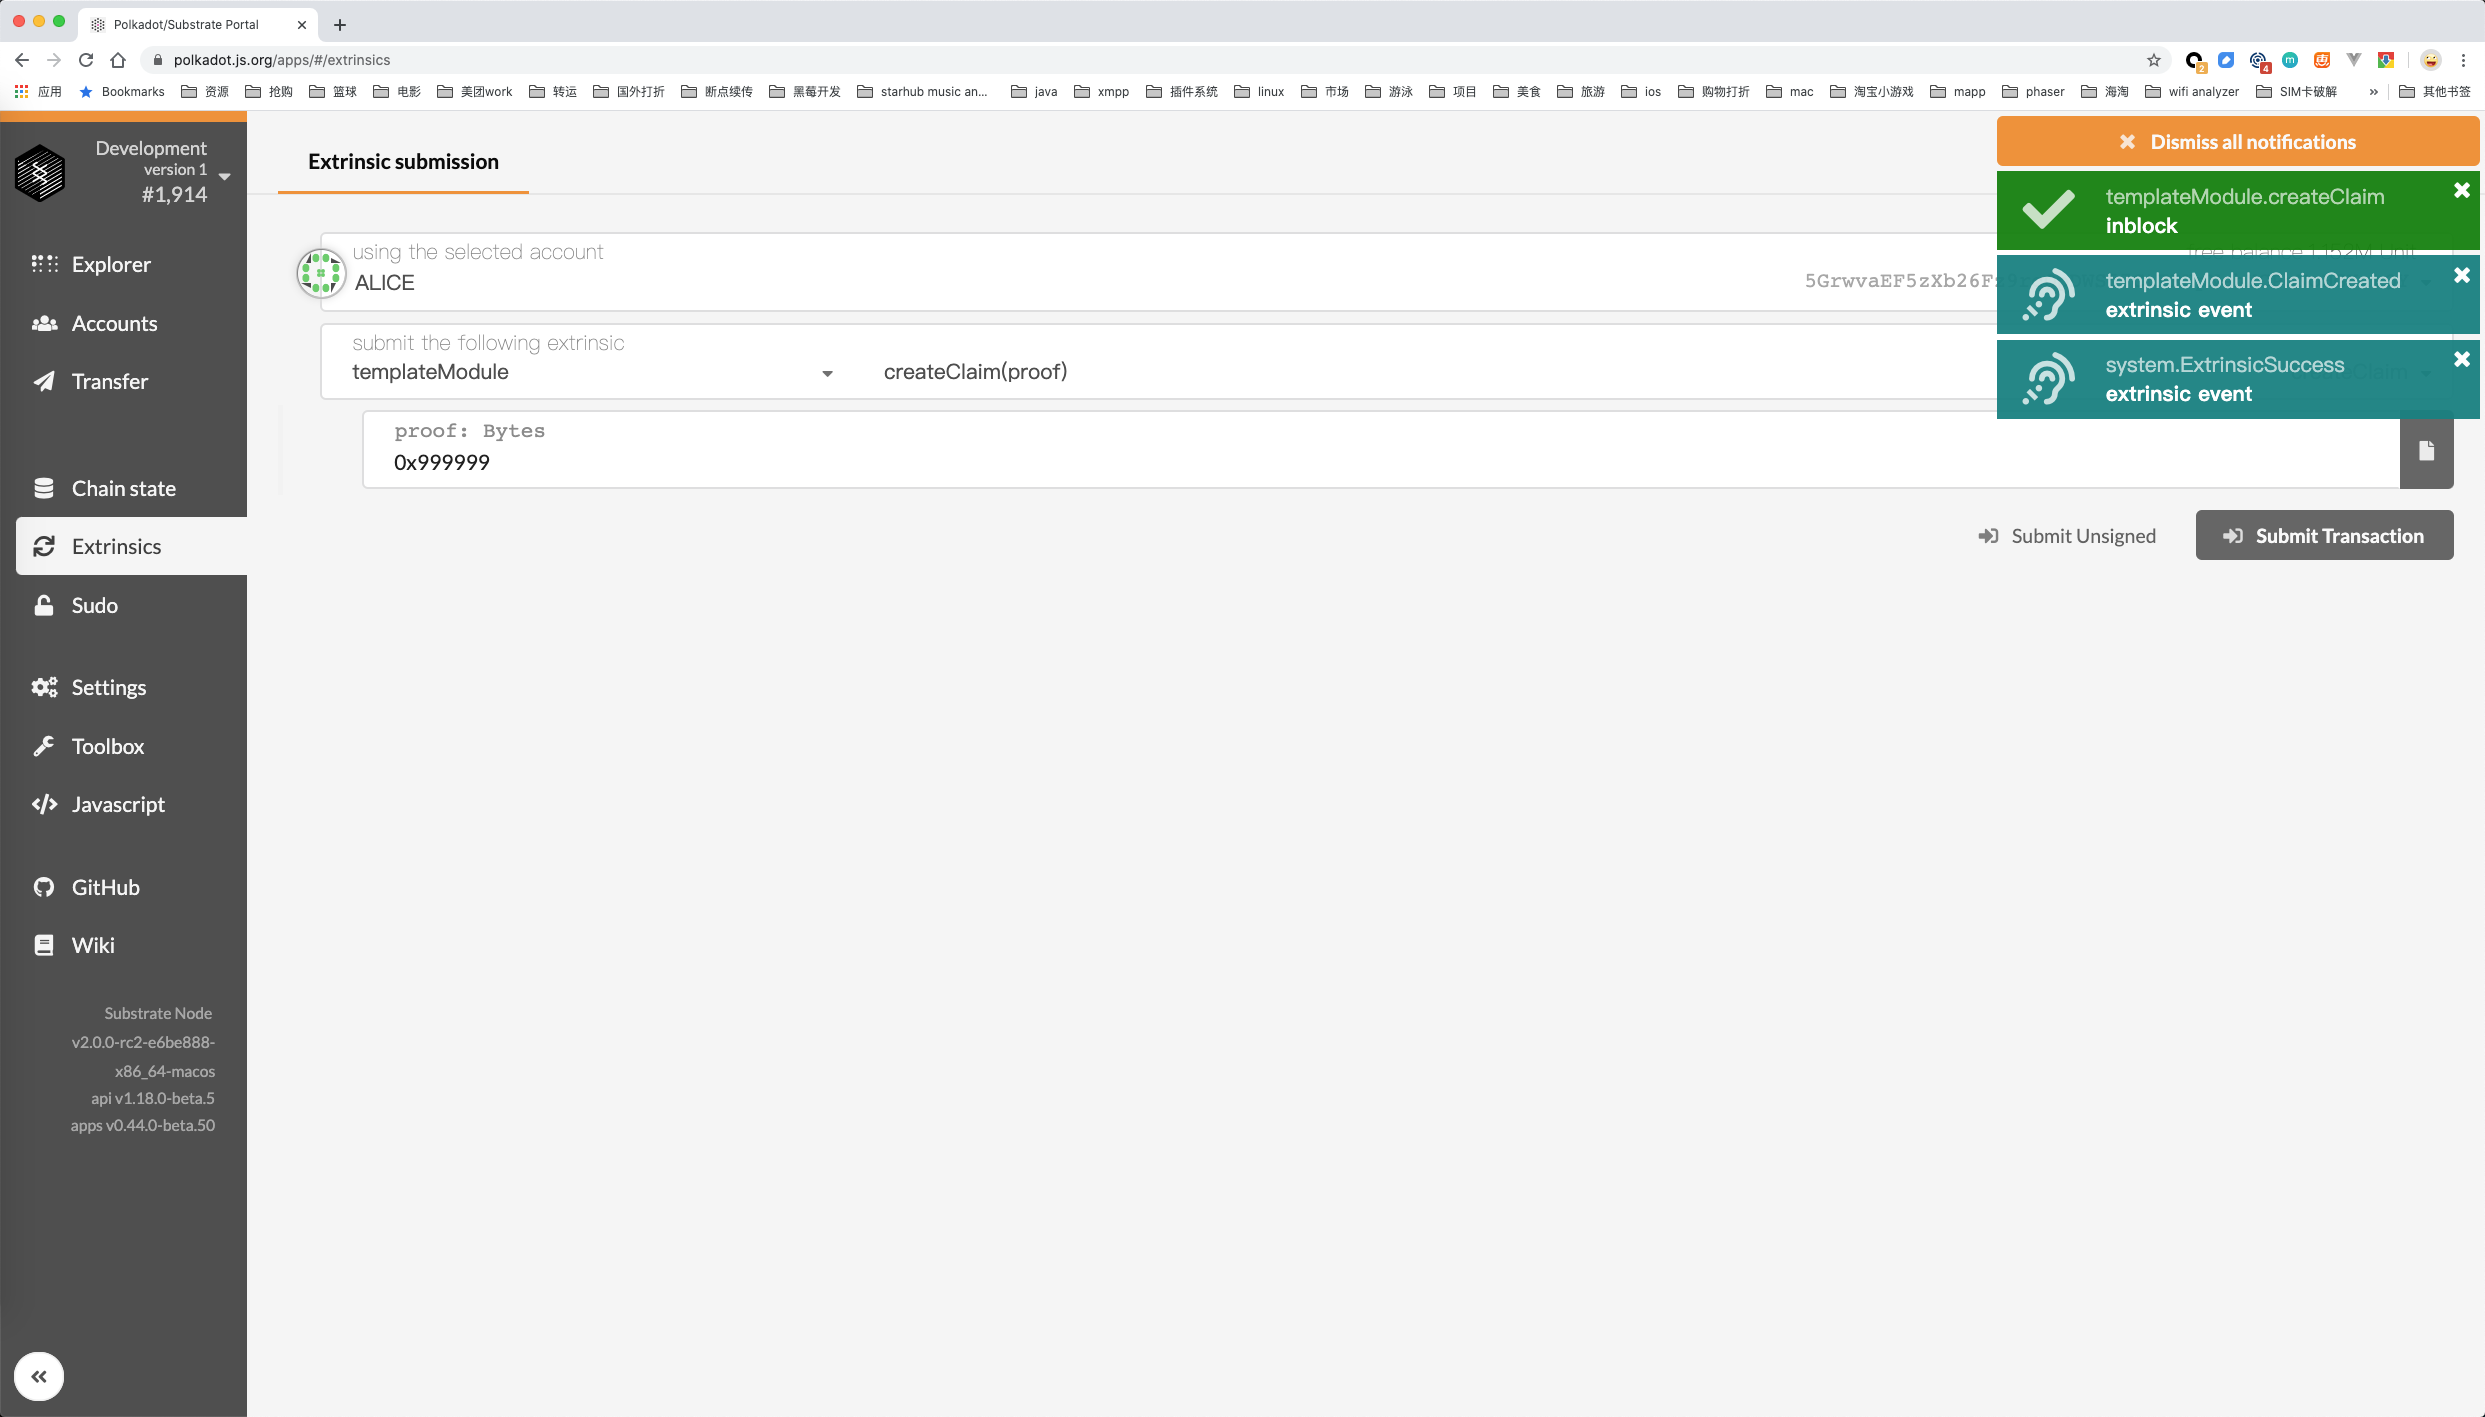 Polkadot/Substrate Portal
polkadot.js.org/apps/#/extrinsics
2
4
m
应用
Bookmarks
资源
抢购
篮球
电影
美团work
转运
国外打折
断点续传
黑莓开发
starhub music an...
java
xmpp
插件系统
linux
市场
游泳
项目
美食
旅游
ios
购物打折
mac
淘宝小游戏
mapp
phaser
海淘
wifi analyzer
SIM卡破解
»
其他书签
Development
version 1
#1,914
Explorer
Accounts
Transfer
Chain state
Extrinsics
Sudo
Settings
Toolbox
Javascript
GitHub
Wiki
Substrate Node
v2.0.0-rc2-e6be888-
x86_64-macos
api v1.18.0-beta.5
apps v0.44.0-beta.50
Extrinsic submission
using the selected account
ALICE
5GrwvaEF5zXb26F
submit the following extrinsic
templateModule
createClaim(proof)
proof: Bytes
0x999999
Submit Unsigned
Submit Transaction
Dismiss all notifications
templateModule.createClaim
inblock
templateModule.ClaimCreated
extrinsic event
system.ExtrinsicSuccess
extrinsic event